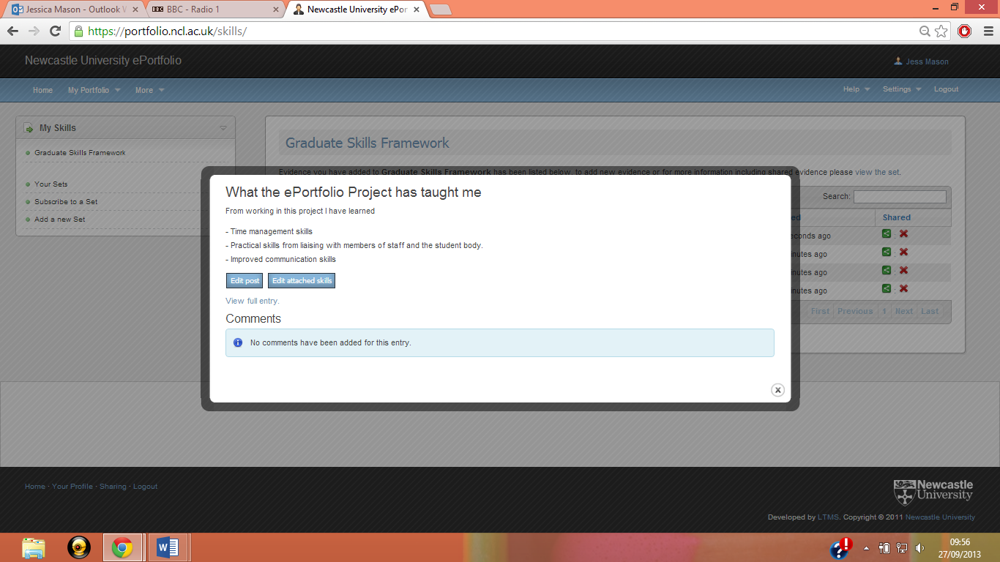 Jessica Mason - Outlook W
BBC - Radio 1
Newcastle University ePor
https://portfolio.ncl.ac.uk/skills/
Newcastle University ePortfolio
Jess Mason
Home My Portfolio More
Help Settings Logout
My Skills
Graduate Skills Framework
Your Sets
Subscribe to a Set
Add a new Set
Graduate Skills Framework
Evidence you have added to Graduate Skills Framework has been listed below, to add new evidence or for more information including shared evidence please view the set.
Search:
ed Shared
econds ago
nutes ago
nutes ago
nutes ago
First Previous 1 Next Last
What the ePortfolio Project has taught me
From working in this project I have learned
- Time management skills
- Practical skills from liaising with members of staff and the student body.
- Improved communication skills
Edit post Edit attached skills
View full entry.
Comments
No comments have been added for this entry.
Home · Your Profile · Sharing · Logout
Newcastle
University
Developed by LTMS. Copyright © 2011 Newcastle University
09:56
27/09/2013